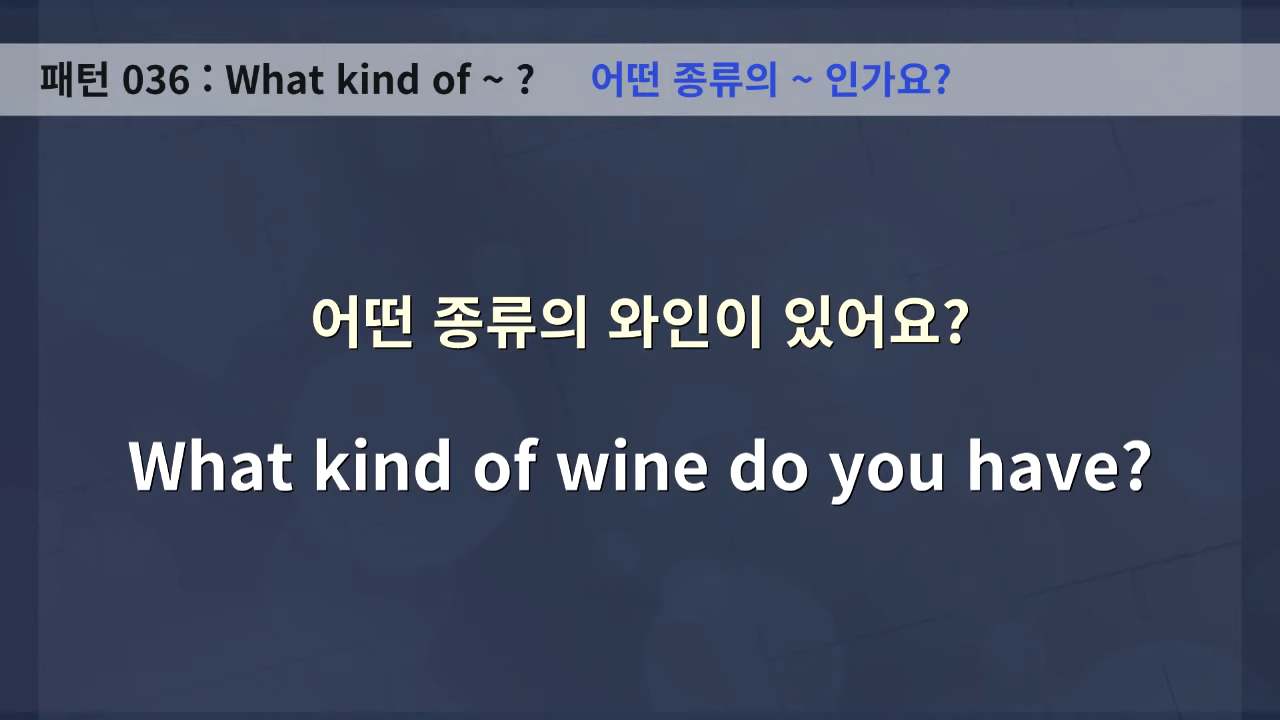 패턴 036 : What kind of ~ ? 어떤 종류의 ~ 인가요?
어떤 종류의 와인이 있어요?
What kind of wine do you have?